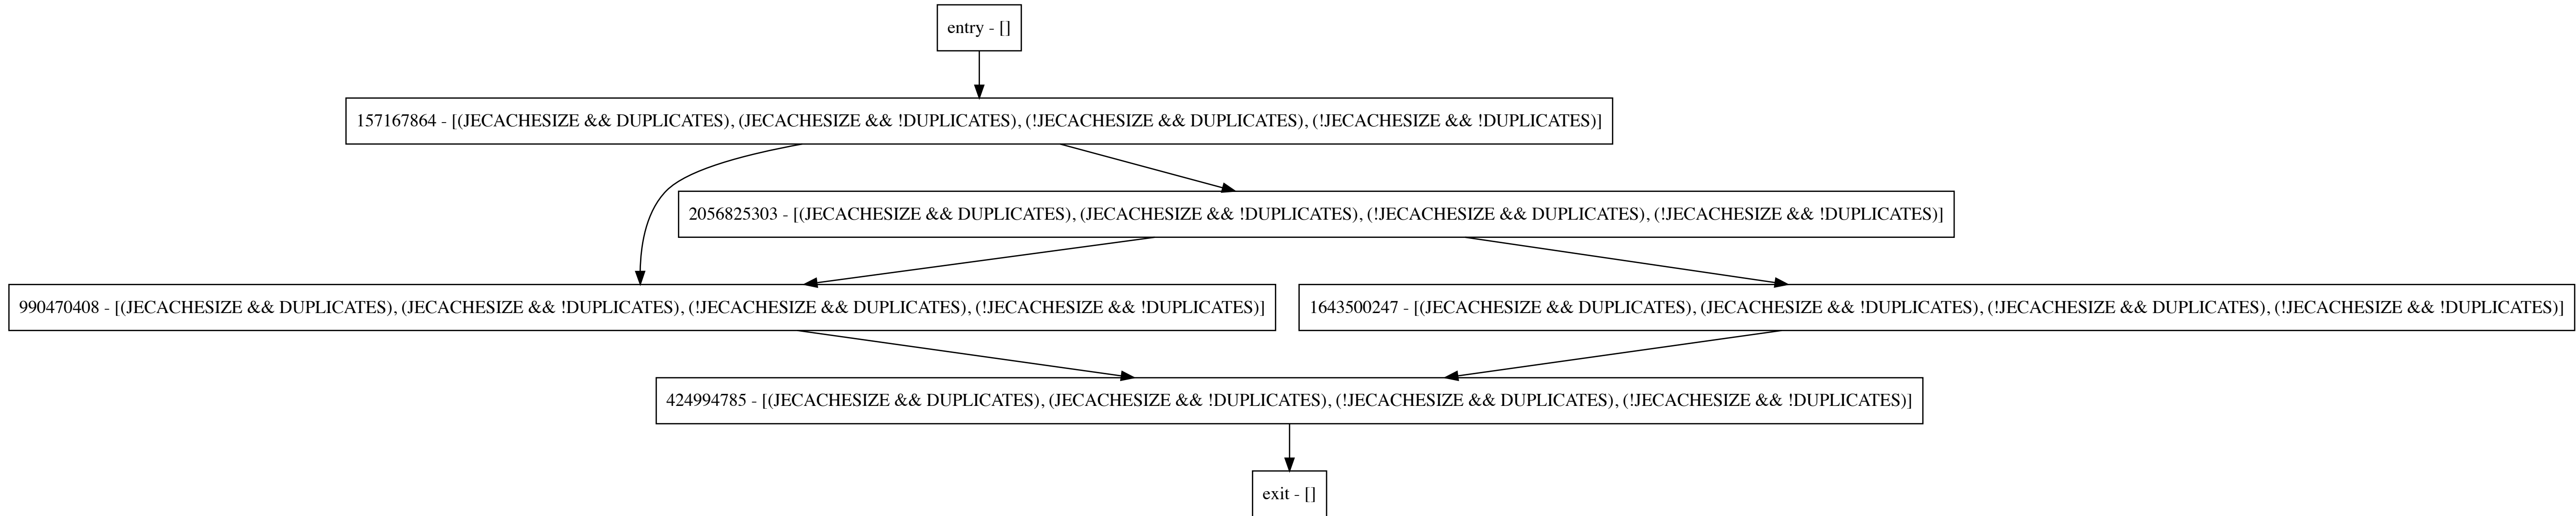 entry - []
157167864 - [(JECACHESIZE && DUPLICATES), (JECACHESIZE && !DUPLICATES), (!JECACHESIZE && DUPLICATES), (!JECACHESIZE && !DUPLICATES)]
2056825303 - [(JECACHESIZE && DUPLICATES), (JECACHESIZE && !DUPLICATES), (!JECACHESIZE && DUPLICATES), (!JECACHESIZE && !DUPLICATES)]
990470408 - [(JECACHESIZE && DUPLICATES), (JECACHESIZE && !DUPLICATES), (!JECACHESIZE && DUPLICATES), (!JECACHESIZE && !DUPLICATES)]
1643500247 - [(JECACHESIZE && DUPLICATES), (JECACHESIZE && !DUPLICATES), (!JECACHESIZE && DUPLICATES), (!JECACHESIZE && !DUPLICATES)]
424994785 - [(JECACHESIZE && DUPLICATES), (JECACHESIZE && !DUPLICATES), (!JECACHESIZE && DUPLICATES), (!JECACHESIZE && !DUPLICATES)]
exit - []